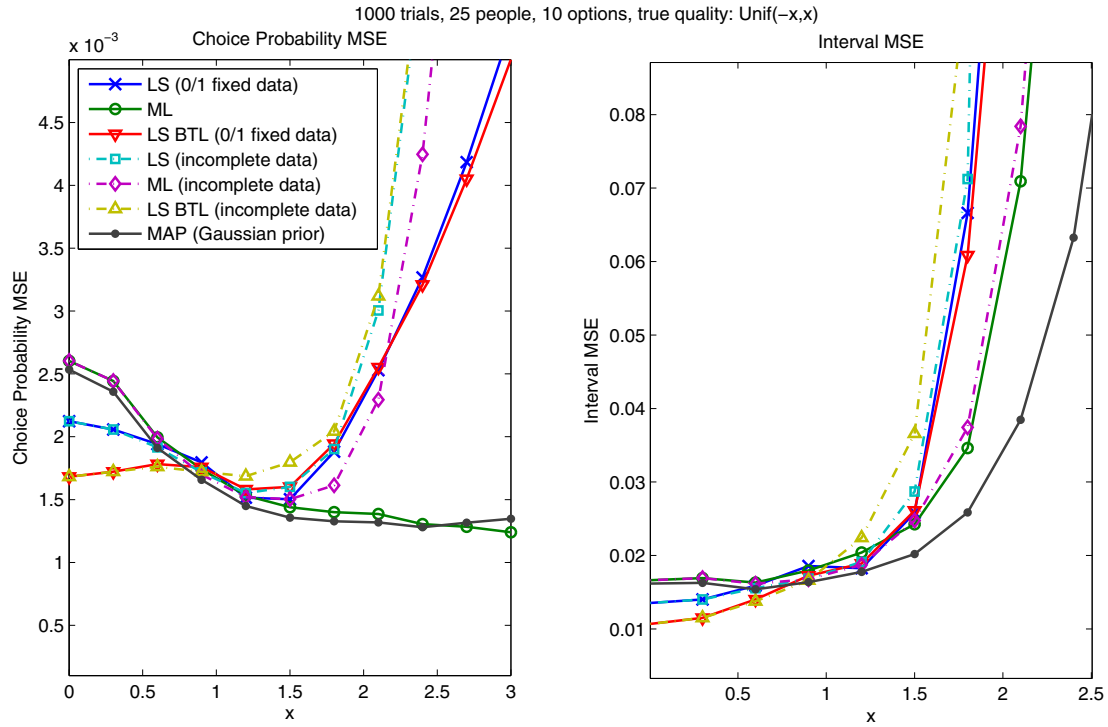 1000 trials, 25 people, 10 options, true quality: Unif(−x,x)
x 10^−3
Choice Probability MSE
LS (0/1 fixed data)
ML
LS BTL (0/1 fixed data)
LS (incomplete data)
ML (incomplete data)
LS BTL (incomplete data)
MAP (Gaussian prior)
Choice Probability MSE
4.5
4
3.5
3
2.5
2
1.5
1
0.5
0
0.5
1
1.5
2
2.5
3
x
Interval MSE
Interval MSE
0.08
0.07
0.06
0.05
0.04
0.03
0.02
0.01
0.5
1
1.5
2
2.5
x